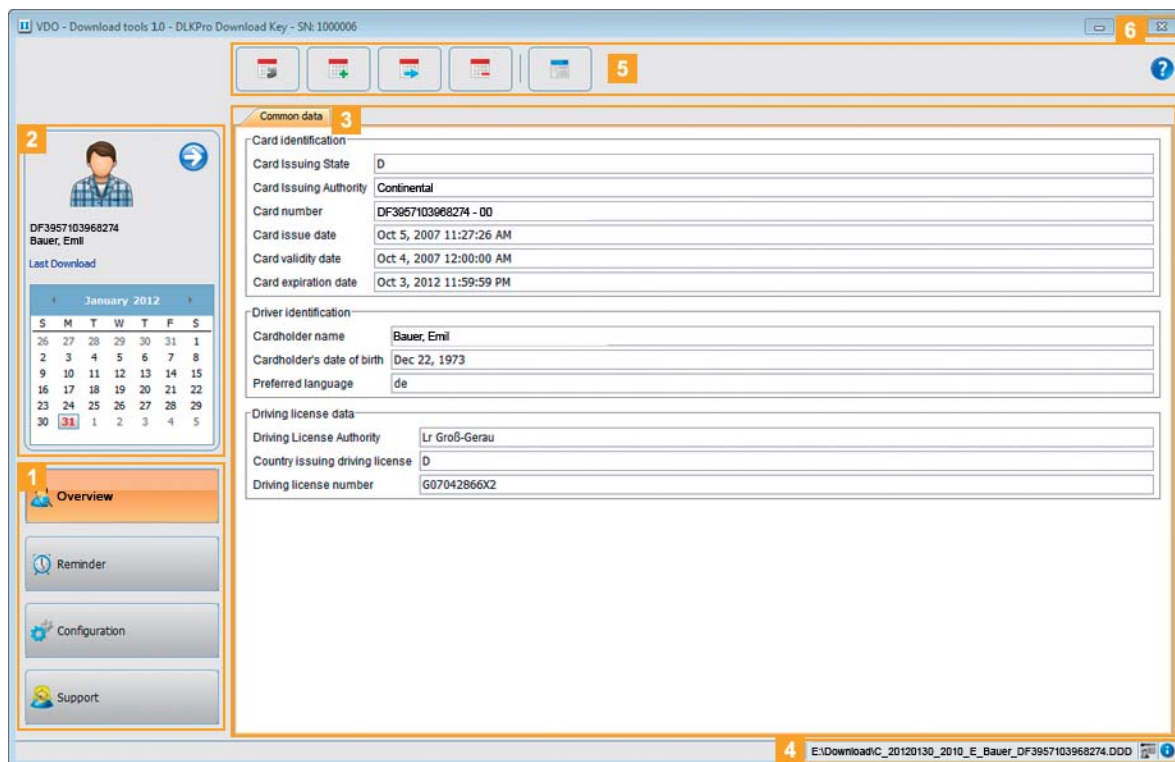 VDO - Download tools 1.0 - DLKPro Download Key - SN: 1000006
6
5
?
2
DF3957103968274
Bauer, Emil
Last Download
January 2012
S M T W T F S
26 27 28 29 30 31 1
2 3 4 5 6 7 8
9 10 11 12 13 14 15
16 17 18 19 20 21 22
23 24 25 26 27 28 29
30 31 1 2 3 4 5
1
Overview
Reminder
Configuration
Support
Common data 3
Card identification
Card Issuing State D
Card Issuing Authority Continental
Card number DF3957103968274 - 00
Card issue date Oct 5, 2007 11:27:26 AM
Card validity date Oct 4, 2007 12:00:00 AM
Card expiration date Oct 3, 2012 11:59:59 PM
Driver identification
Cardholder name Bauer, Emil
Cardholder's date of birth Dec 22, 1973
Preferred language de
Driving license data
Driving License Authority Lr Groß-Gerau
Country issuing driving license D
Driving license number G07042866X2
4 E:\Download\C_20120130_2010_E_Bauer_DF3957103968274.DDD